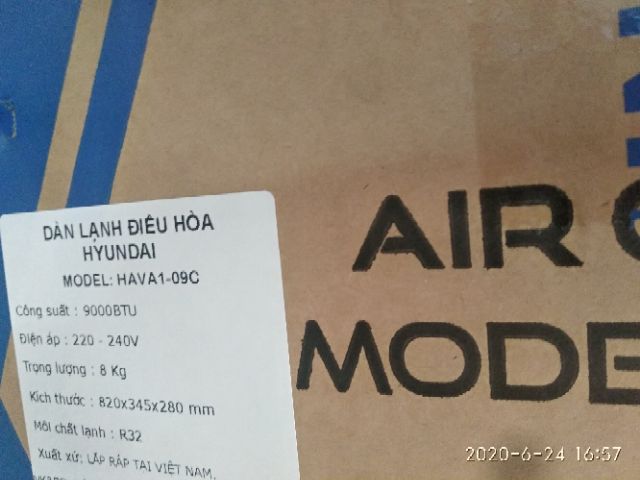 DÀN LẠNH ĐIỀU HÒA
HYUNDAI
MODEL: HAVA1-09C
Công suất : 9000BTU
Điện áp : 220 - 240V
Trọng lượng : 8 Kg
Kích thước : 820x345x280 mm
Môi chất lạnh : R32
Xuất xứ: LẮP RÁP TẠI VIỆT NAM.
AIR
MODE
2020-6-24 16:57